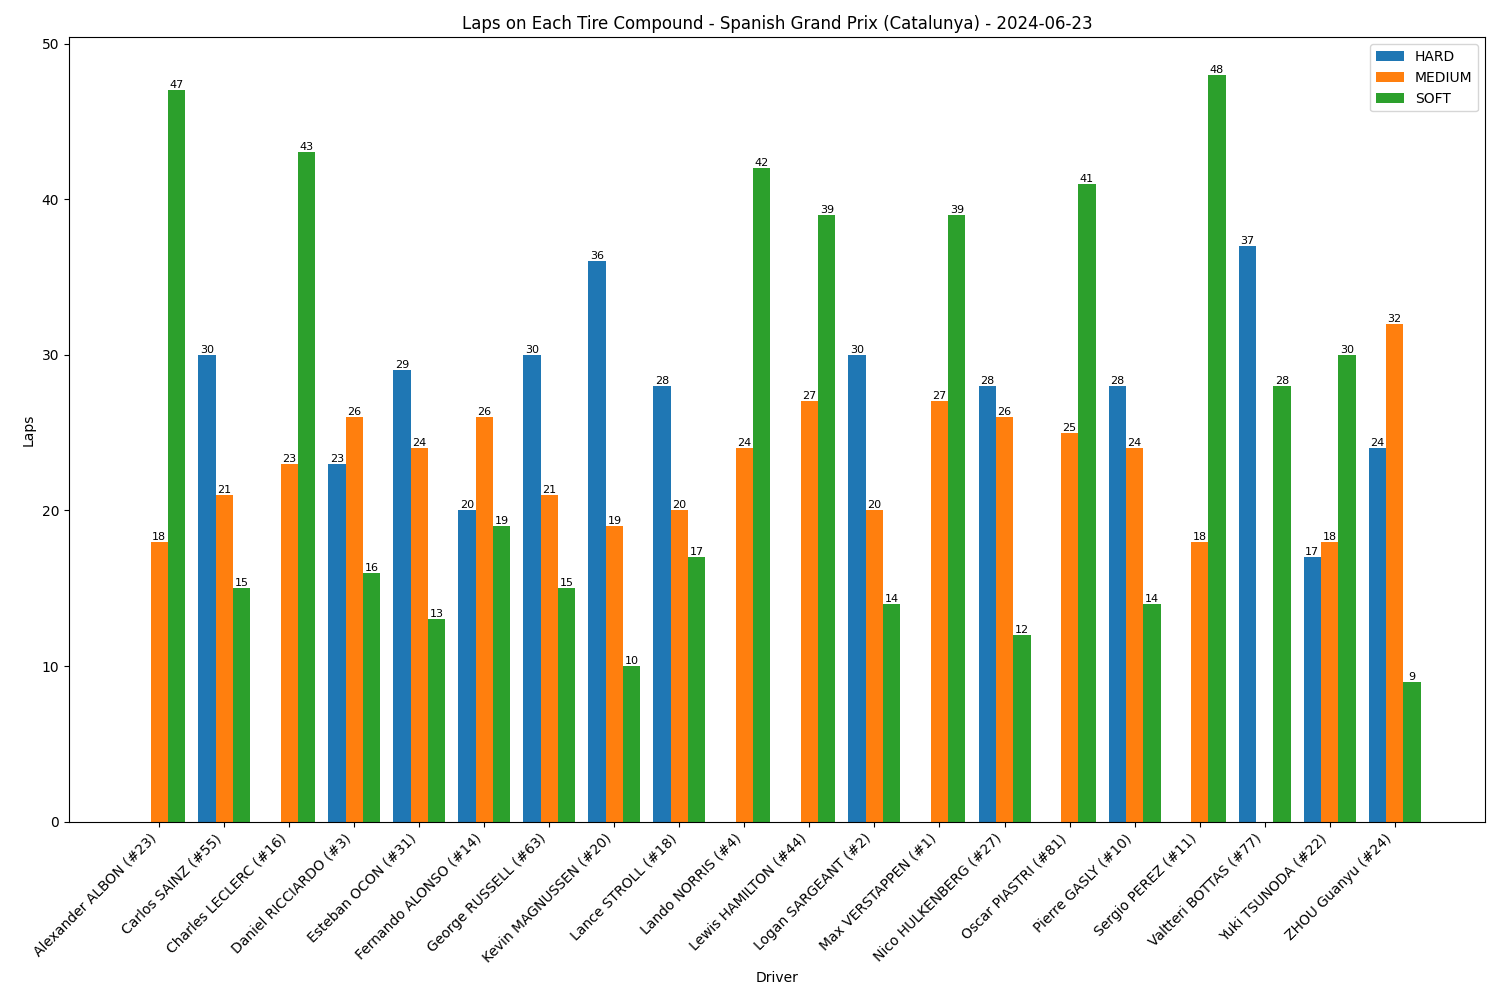 Laps on Each Tire Compound - Spanish Grand Prix (Catalunya) - 2024-06-23
HARD
MEDIUM
SOFT
Laps
50
40
30
20
10
0
18 47
30 21 15
23 43
23 26 16
29 24 13
20 26 19
30 21 15
36 19 10
28 20 17
24 42
27 39
30 20 14
27 39
28 26 12
25 41
28 24 14
18 48
37 28
17 18 30
24 32 9
Alexander ALBON (#23)
Carlos SAINZ (#55)
Charles LECLERC (#16)
Daniel RICCIARDO (#3)
Esteban OCON (#31)
Fernando ALONSO (#14)
George RUSSELL (#63)
Kevin MAGNUSSEN (#20)
Lance STROLL (#18)
Lando NORRIS (#4)
Lewis HAMILTON (#44)
Logan SARGEANT (#2)
Max VERSTAPPEN (#1)
Nico HULKENBERG (#27)
Oscar PIASTRI (#81)
Pierre GASLY (#10)
Sergio PEREZ (#11)
Valtteri BOTTAS (#77)
Yuki TSUNODA (#22)
ZHOU Guanyu (#24)
Driver